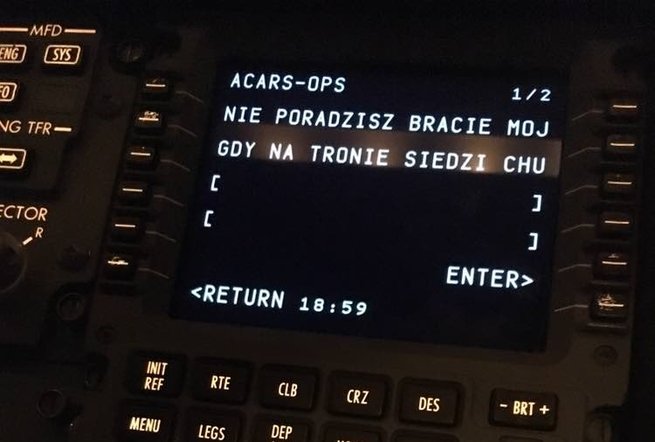 MFD
ENG SYS
NG TFR
ECTOR
R
ACARS-OPS 1/2
NIE PORADZISZ BRACIE MOJ
GDY NA TRONIE SIEDZI CHU
[ ]
[ ]
ENTER>
<RETURN 18:59
INIT REF RTE CLB CRZ DES - BRT +
MENU LEGS DEP